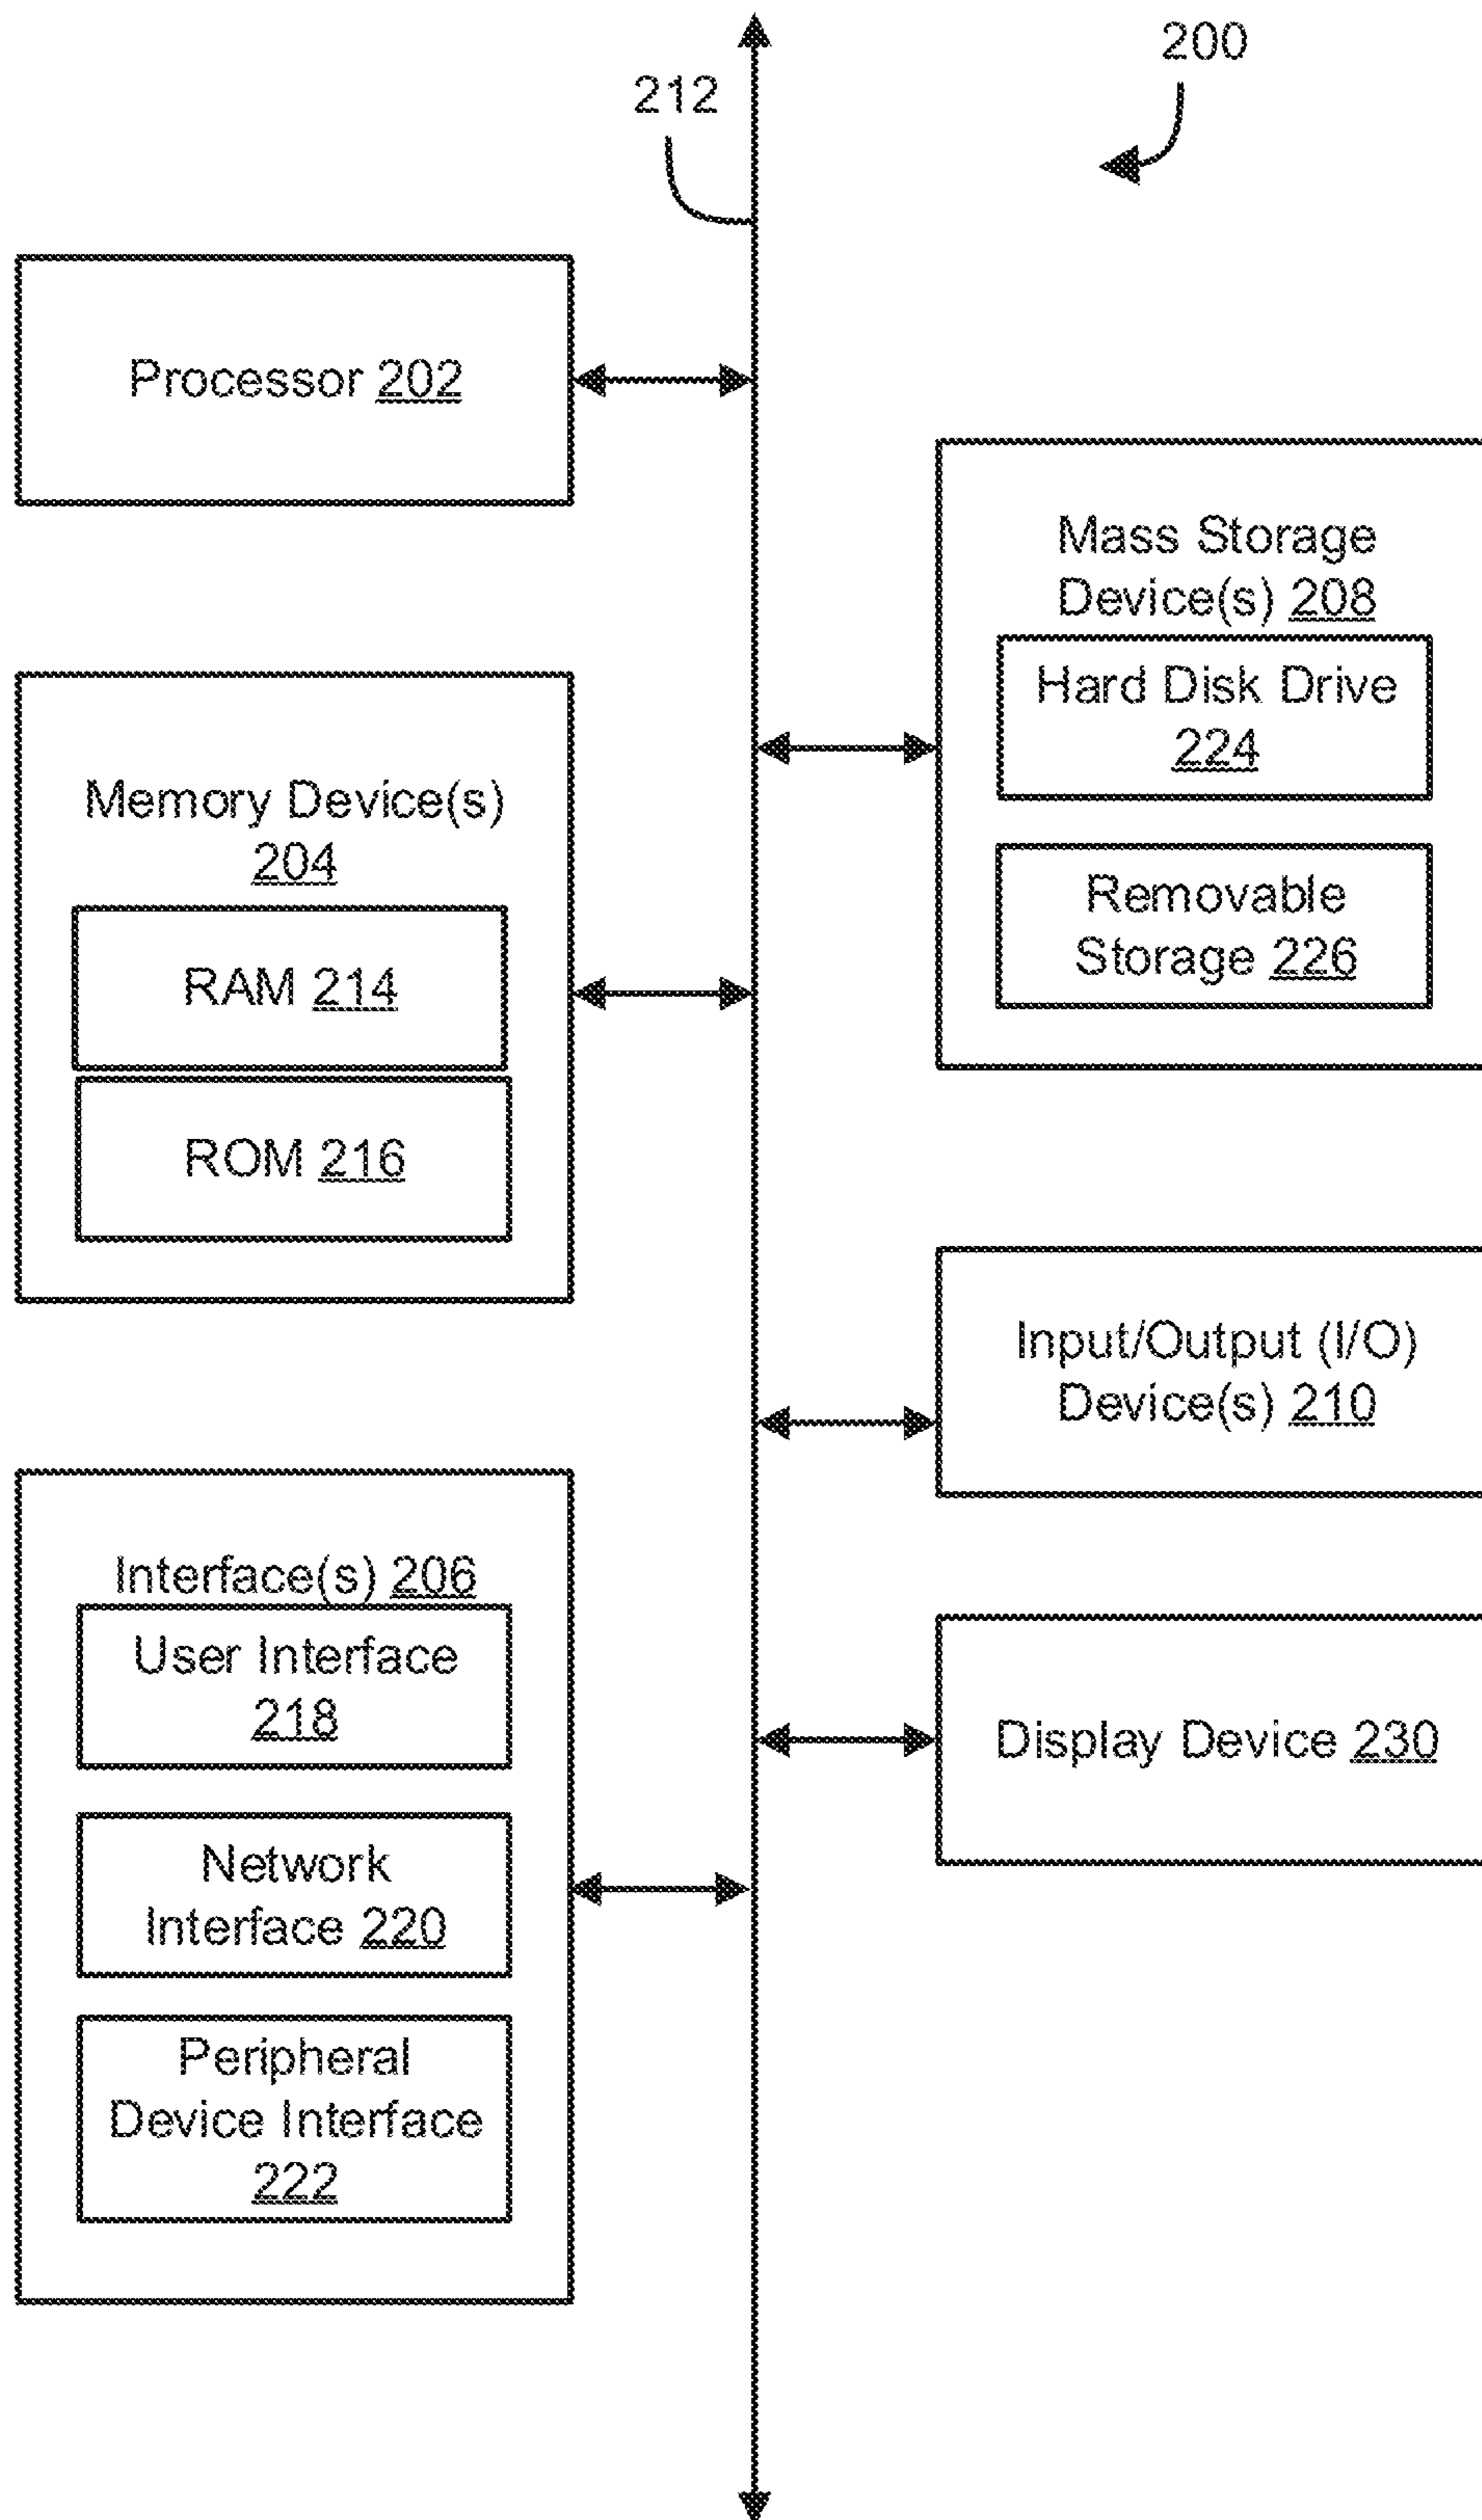 200
212
Processor 202
Mass Storage
Device(s) 208
Hard Disk Drive
224
Removable
Storage 226
Memory Device(s)
204
RAM 214
ROM 216
Input/Output (I/O)
Device(s) 210
Interface(s) 206
User Interface
218
Network
Interface 220
Peripheral
Device Interface
222
Display Device 230